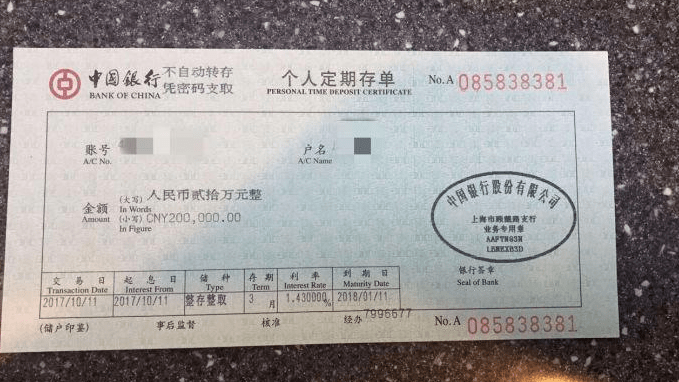 中国银行 不自动转存
BANK OF CHINA 凭密码支取
个人定期存单
PERSONAL TIME DEPOSIT CERTIFICATE
No.A 085838381
账号
A/C No.
户名
A/C Name
金额
Amount
(大写) 人民币贰拾万元整
In Words
(小写) CNY200,000.00
In Figure
中国银行股份有限公司
业务专用章
银行签章
Seal of Bank
交易日 起息日 储种 存期 利率 到期日
Transaction Date Interest From Type Term Interest Rate Maturity Date
2017/10/11 2017/10/11 整存整取 3月 1.430000% 2018/01/11
(储户印鉴) 事后监督 核准 经办 7996677
No.A 085838381